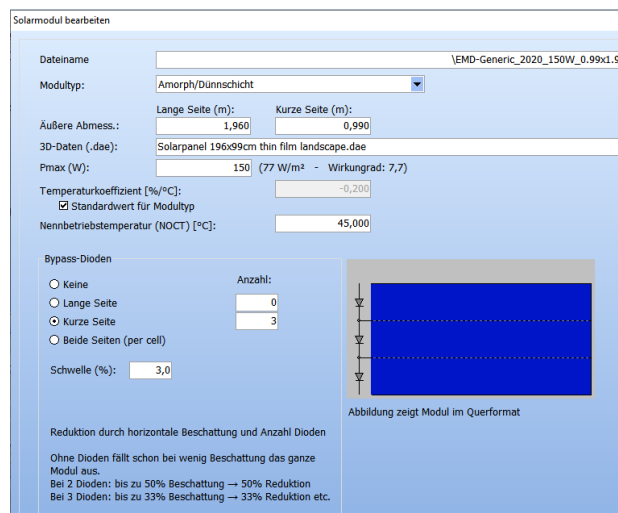 Solarmodul bearbeiten
Dateiname \EMD-Generic_2020_150W_0.99x1.9
Modultyp: Amorph/Dünnschicht
Lange Seite (m): Kurze Seite (m):
Äußere Abmess.: 1,960 0,990
3D-Daten (.dae): Solarpanel 196x99cm thin film landscape.dae
Pmax (W): 150 (77 W/m² - Wirkungrad: 7,7)
Temperaturkoeffizient [%/°C]: -0,200
Standardwert für Modultyp
Nennbetriebstemperatur (NOCT) [°C]: 45,000
Bypass-Dioden
Anzahl:
Keine
Lange Seite 0
Kurze Seite 3
Beide Seiten (per cell)
Schwelle (%): 3,0
Abbildung zeigt Modul im Querformat
Reduktion durch horizontale Beschattung und Anzahl Dioden
Ohne Dioden fällt schon bei wenig Beschattung das ganze
Modul aus.
Bei 2 Dioden: bis zu 50% Beschattung → 50% Reduktion
Bei 3 Dioden: bis zu 33% Beschattung → 33% Reduktion etc.